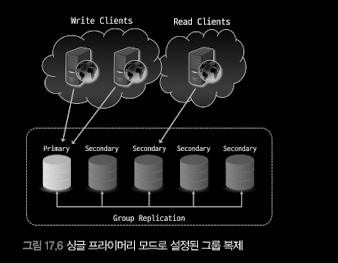 Write Clients Read Clients
Primary Secondary Secondary Secondary Secondary
Group Replication
그림 17.6 싱글 프라이머리 모드로 설정된 그룹 복제